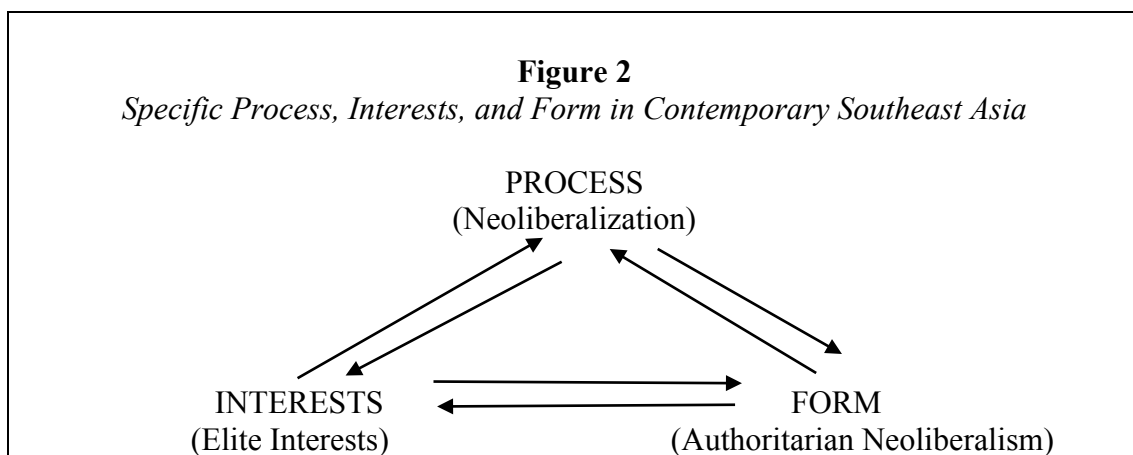 Figure 2
Specific Process, Interests, and Form in Contemporary Southeast Asia
PROCESS
(Neoliberalization)
INTERESTS
(Elite Interests)
FORM
(Authoritarian Neoliberalism)